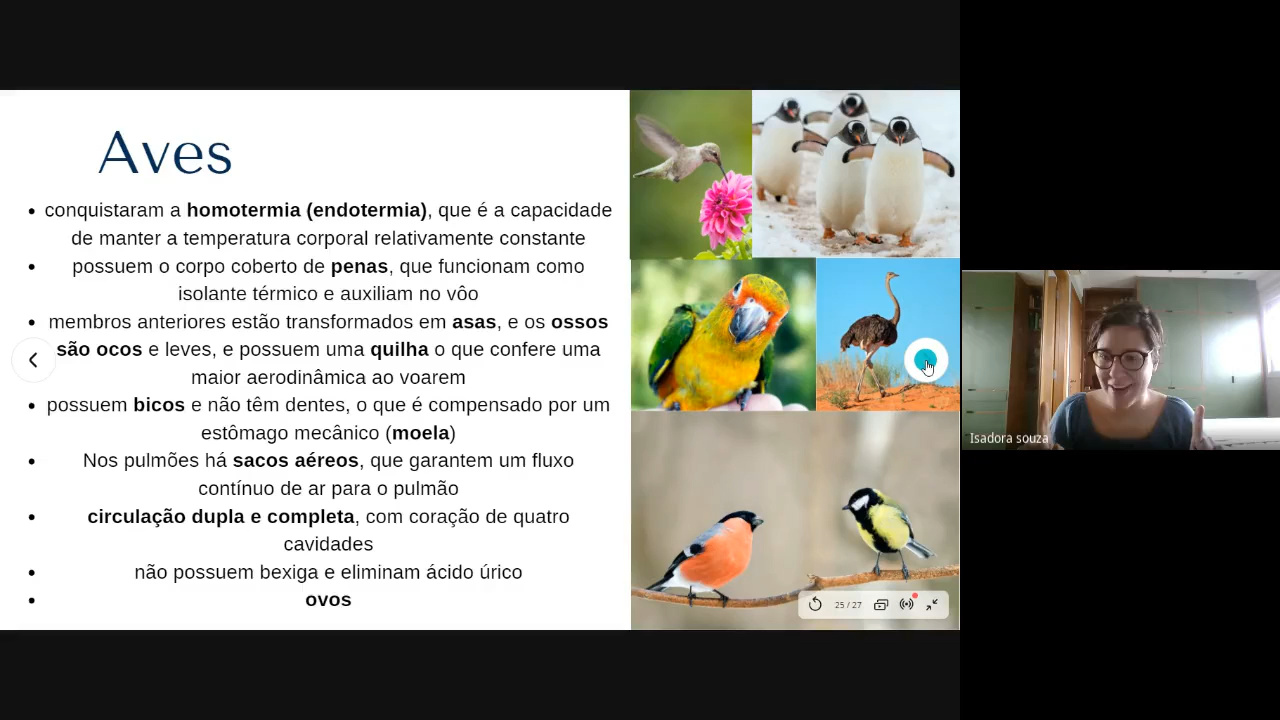 Aves
• conquistaram a homotermia (endotermia), que é a capacidade
de manter a temperatura corporal relativamente constante
• possuem o corpo coberto de penas, que funcionam como
isolante térmico e auxiliam no vôo
• membros anteriores estão transformados em asas, e os ossos
são ocos e leves, e possuem uma quilha o que confere uma
maior aerodinâmica ao voarem
• possuem bicos e não têm dentes, o que é compensado por um
estômago mecânico (moela)
• Nos pulmões há sacos aéreos, que garantem um fluxo
contínuo de ar para o pulmão
• circulação dupla e completa, com coração de quatro
cavidades
• não possuem bexiga e eliminam ácido úrico
• ovos
25 / 27
Isadora souza